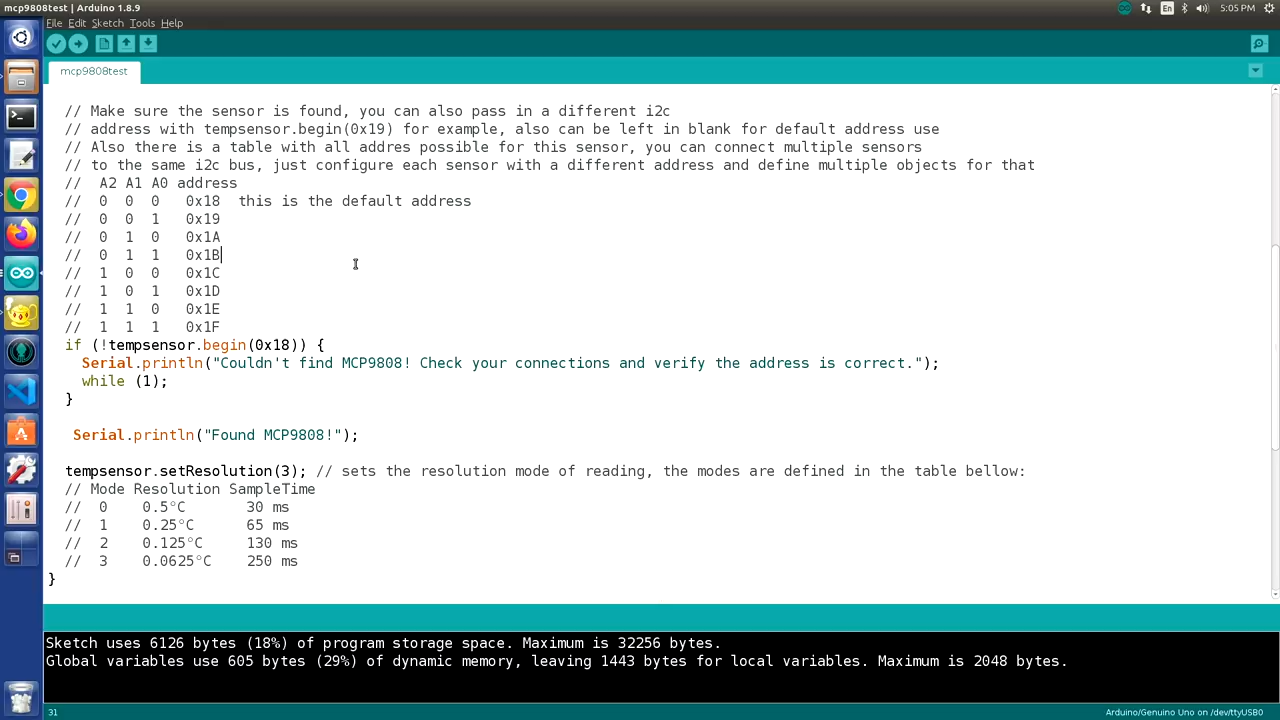 mcp9808test | Arduino 1.8.9
En
5:05 PM
File Edit Sketch Tools Help
mcp9808test
// Make sure the sensor is found, you can also pass in a different i2c
// address with tempsensor.begin(0x19) for example, also can be left in blank for default address use
// Also there is a table with all addres possible for this sensor, you can connect multiple sensors
// to the same i2c bus, just configure each sensor with a different address and define multiple objects for that
//  A2 A1 A0 address
//  0  0  0   0x18  this is the default address
//  0  0  1   0x19
//  0  1  0   0x1A
//  0  1  1   0x1B
//  1  0  0   0x1C
//  1  0  1   0x1D
//  1  1  0   0x1E
//  1  1  1   0x1F
if (!tempsensor.begin(0x18)) {
Serial.println("Couldn't find MCP9808! Check your connections and verify the address is correct.");
while (1);
}
Serial.println("Found MCP9808!");
tempsensor.setResolution(3); // sets the resolution mode of reading, the modes are defined in the table bellow:
// Mode Resolution SampleTime
//  0    0.5°C       30 ms
//  1    0.25°C      65 ms
//  2    0.125°C     130 ms
//  3    0.0625°C    250 ms
}
Sketch uses 6126 bytes (18%) of program storage space. Maximum is 32256 bytes.
Global variables use 605 bytes (29%) of dynamic memory, leaving 1443 bytes for local variables. Maximum is 2048 bytes.
31
Arduino/Genuino Uno on /dev/ttyUSB0